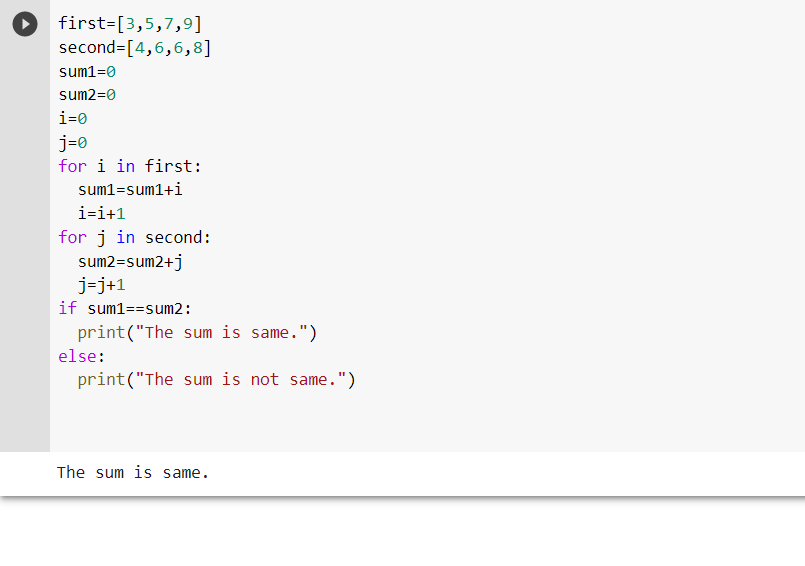 first=[3,5,7,9]
second=[4,6,6,8]
sum1=0
sum2=0
i=0
j=0
for i in first:
  sum1=sum1+i
  i=i+1
for j in second:
  sum2=sum2+j
  j=j+1
if sum1==sum2:
  print("The sum is same.")
else:
  print("The sum is not same.")
The sum is same.